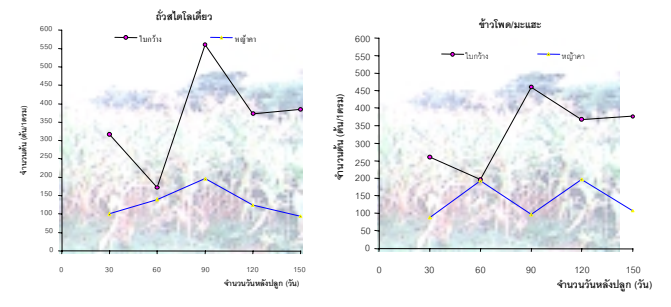 ถั่วสไตโลเดี่ยว
ใบกว้าง
หญ้าคา
จำนวนต้น (ต้น/1ตรม)
600
550
500
450
400
350
300
250
200
150
100
50
0
0 30 60 90 120 150
จำนวนวันหลังปลูก (วัน)
ข้าวโพด/มะแฮะ
ใบกว้าง
หญ้าคา
จำนวนต้น (ต้น/1ตรม)
600
550
500
450
400
350
300
250
200
150
100
50
0
0 30 60 90 120 150
จำนวนวันหลังปลูก (วัน)